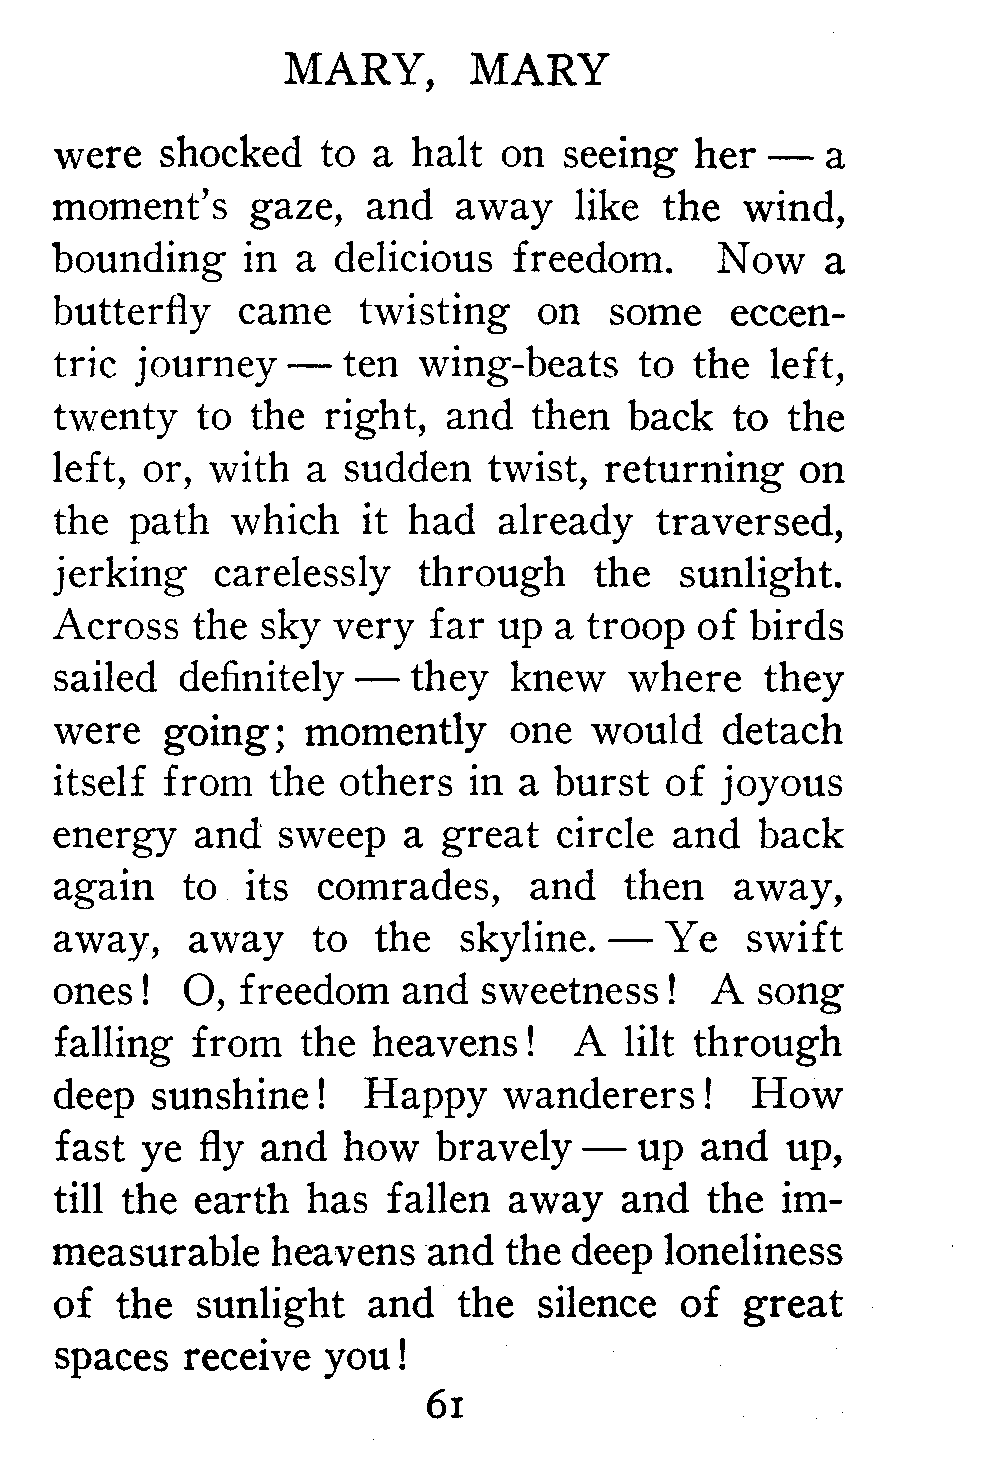 MARY, MARY
were shocked to a halt on seeing her — a
moment's gaze, and away like the wind,
bounding in a delicious freedom. Now a
butterfly came twisting on some eccen-
tric journey — ten wing-beats to the left,
twenty to the right, and then back to the
left, or, with a sudden twist, returning on
the path which it had already traversed,
jerking carelessly through the sunlight.
Across the sky very far up a troop of birds
sailed definitely — they knew where they
were going; momently one would detach
itself from the others in a burst of joyous
energy and sweep a great circle and back
again to its comrades, and then away,
away, away to the skyline. — Ye swift
ones! O, freedom and sweetness! A song
falling from the heavens! A lilt through
deep sunshine! Happy wanderers! How
fast ye fly and how bravely — up and up,
till the earth has fallen away and the im-
measurable heavens and the deep loneliness
of the sunlight and the silence of great
spaces receive you!
61